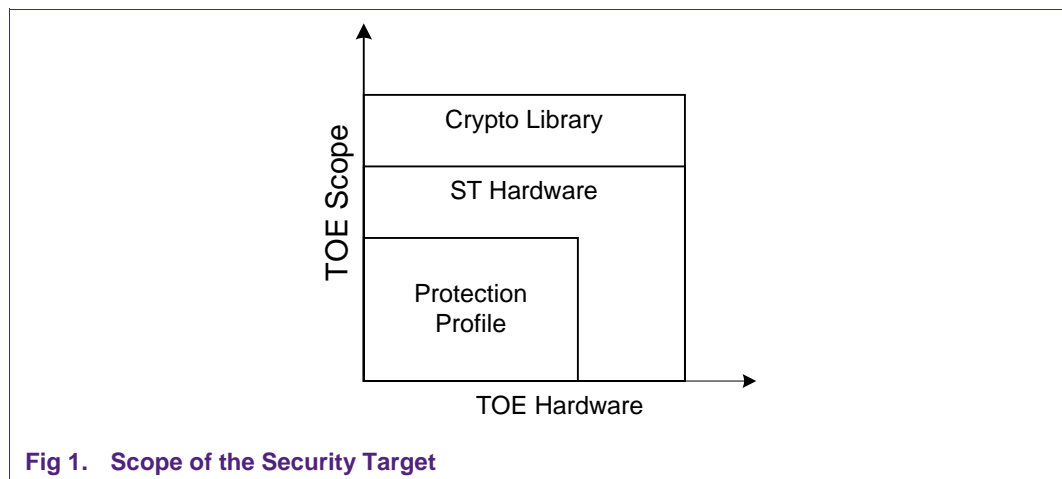 Crypto Library
ST Hardware
Protection
Profile
TOE Scope
TOE Hardware
Fig 1. Scope of the Security Target